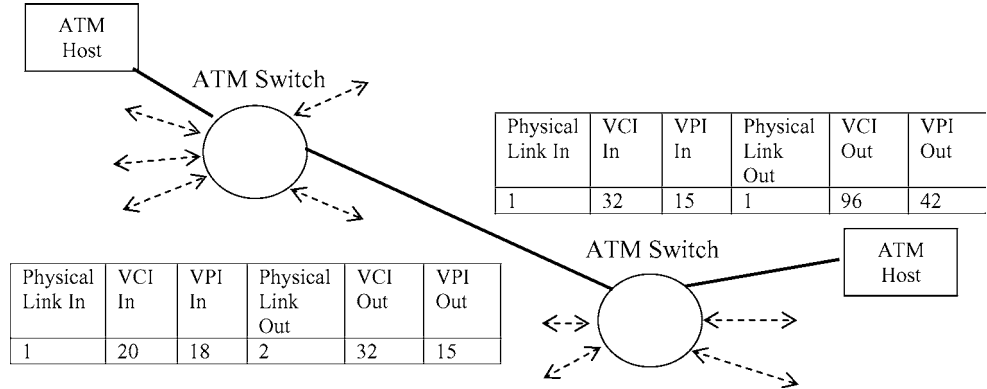 ATM
Host
ATM Switch
Physical Link In | VCI In | VPI In | Physical Link Out | VCI Out | VPI Out
1 | 32 | 15 | 1 | 96 | 42
ATM Switch
ATM
Host
Physical Link In | VCI In | VPI In | Physical Link Out | VCI Out | VPI Out
1 | 20 | 18 | 2 | 32 | 15